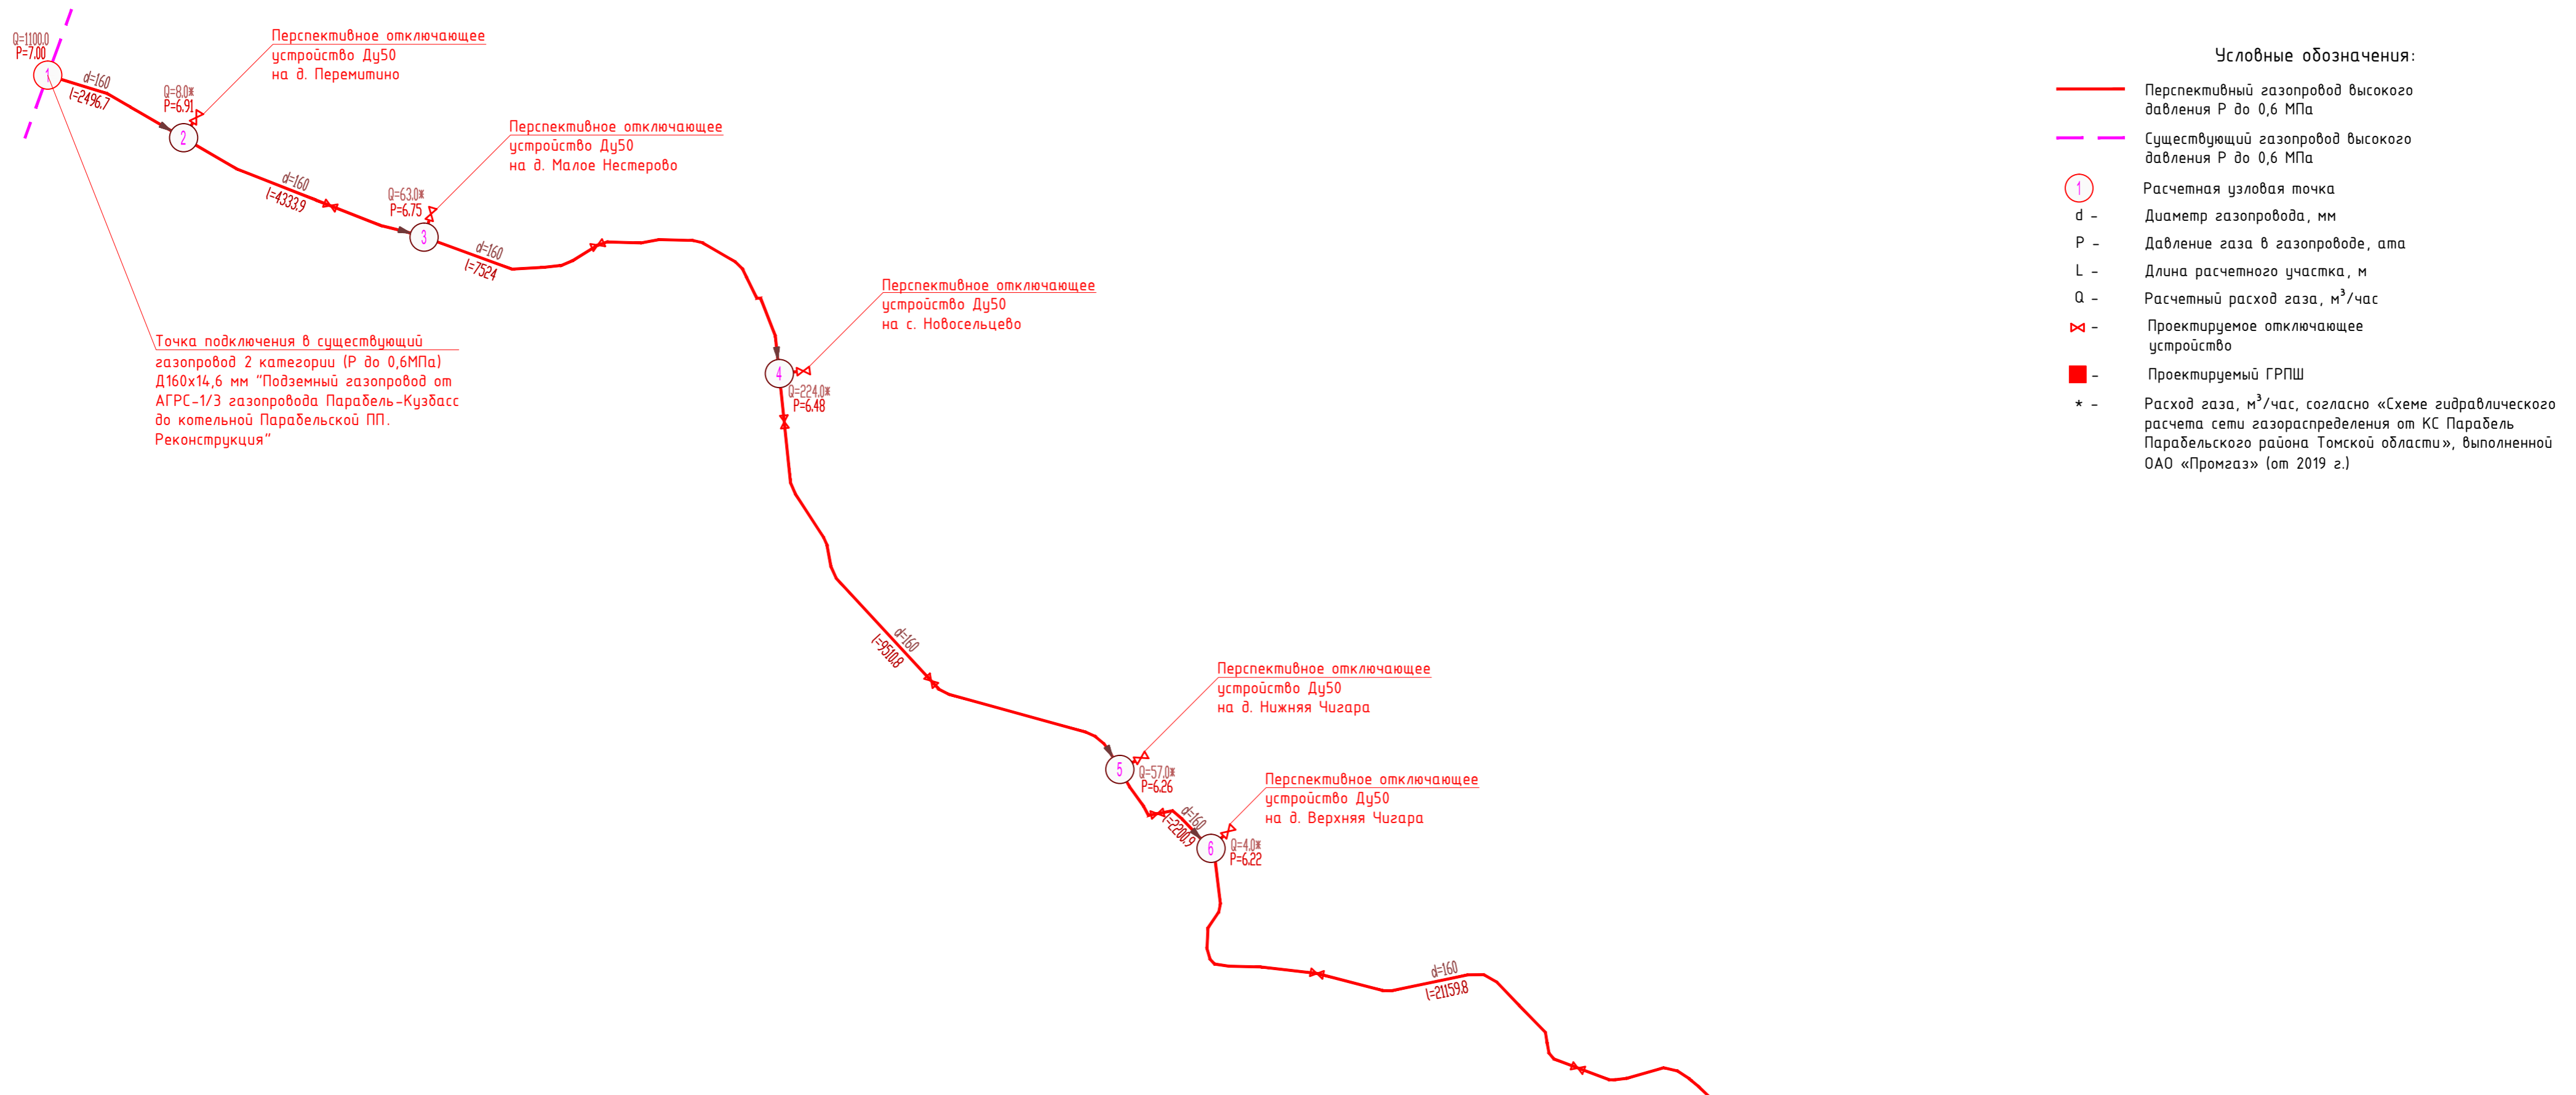 Q=1100.0
P=7.00
1
d=160
l=2496.7
Q=8.0*
P=6.91
2
Перспективное отключающее
устройство Ду50
на д. Перемитино
d=160
l=4333.9
Q=63.0*
P=6.75
3
Перспективное отключающее
устройство Ду50
на д. Малое Нестерово
d=160
l=7524
Точка подключения в существующий
газопровод 2 категории (Р до 0,6МПа)
Д160х14,6 мм "Подземный газопровод от
АГРС-1/3 газопровода Парабель-Кузбасс
до котельной Парабельской ПП.
Реконструкция"
Перспективное отключающее
устройство Ду50
на с. Новосельцево
4
Q=224.0*
P=6.48
d=160
l=9510.8
Перспективное отключающее
устройство Ду50
на д. Нижняя Чигара
5
Q=57.0*
P=6.26
d=160
l=2200.9
Перспективное отключающее
устройство Ду50
на д. Верхняя Чигара
6
Q=4.0*
P=6.22
d=160
l=21159.8
Условные обозначения:
Перспективный газопровод высокого
давления Р до 0,6 МПа
Существующий газопровод высокого
давления Р до 0,6 МПа
1 Расчетная узловая точка
d - Диаметр газопровода, мм
P - Давление газа в газопроводе, ата
L - Длина расчетного участка, м
Q - Расчетный расход газа, м³/час
- Проектируемое отключающее
устройство
- Проектируемый ГРПШ
* - Расход газа, м³/час, согласно «Схеме гидравлического
расчета сети газораспределения от КС Парабель
Парабельского района Томской области», выполненной
ОАО «Промгаз» (от 2019 г.)